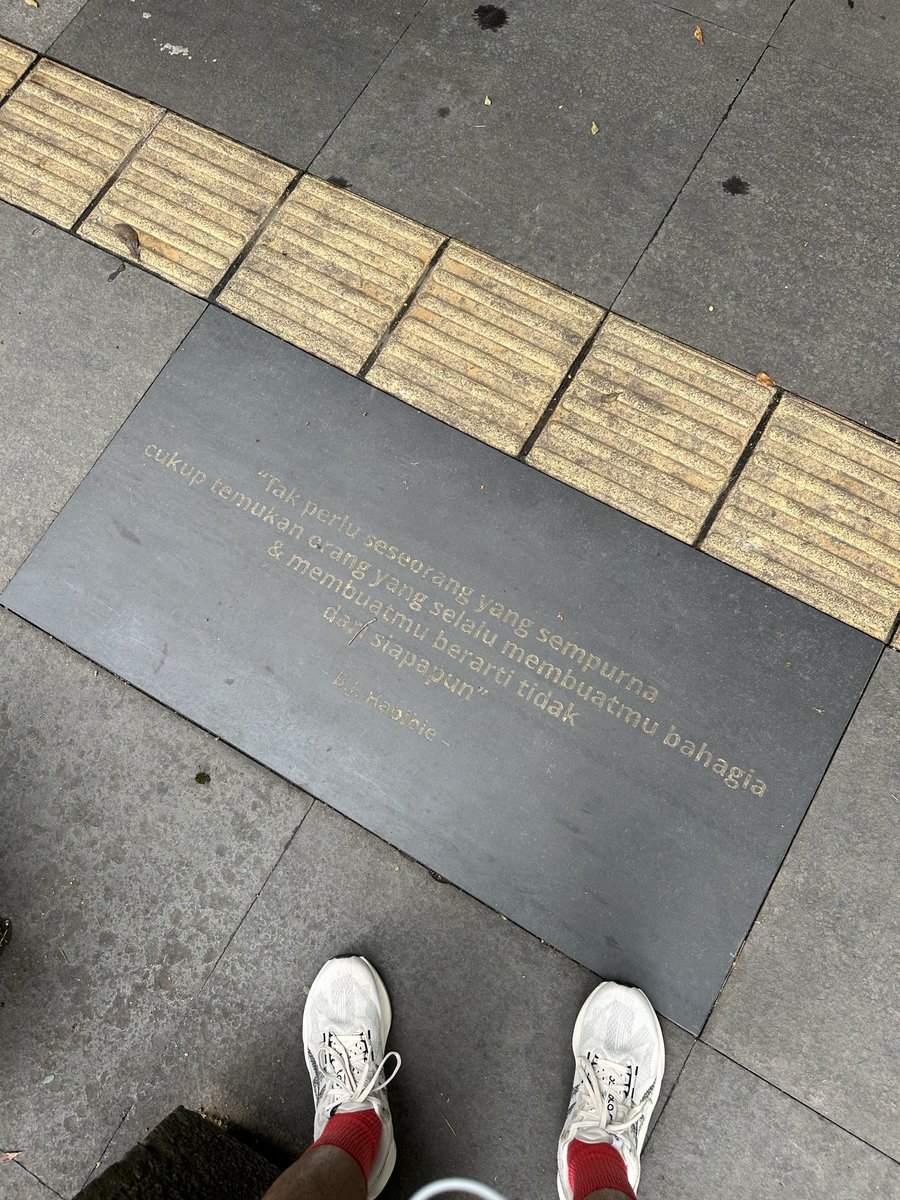 "Tak perlu seseorang yang sempurna
cukup temukan orang yang selalu membuatmu bahagia
& membuatmu berarti tidak
dari siapapun"
- B.J. Habibie -